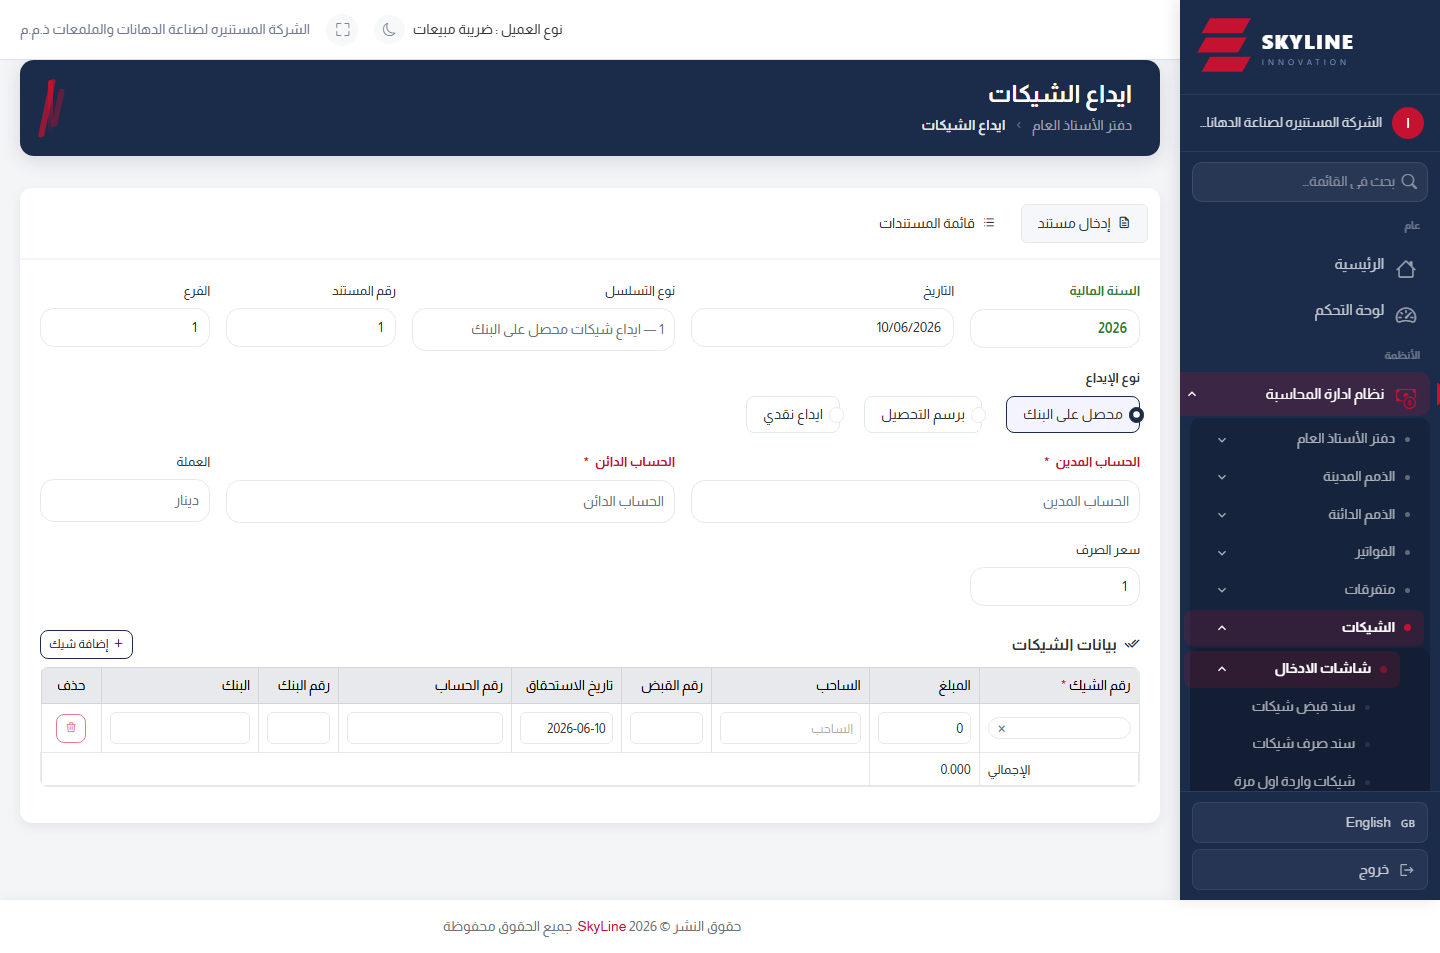 SKYLINE
INNOVATION
الشركة المستنيره لصناعة الدهانا...
بحث في القائمة...
عام
الرئيسية
لوحة التحكم
الأنظمة
نظام ادارة المحاسبة
دفتر الأستاذ العام
الذمم المدينة
الذمم الدائنة
الفواتير
متفرقات
الشيكات
شاشات الادخال
سند قبض شيكات
سند صرف شيكات
شيكات واردة اول مرة
GB English
خروج
نوع العميل : ضريبة مبيعات
الشركة المستنيره لصناعة الدهانات والملمعات ذ.م.م
ايداع الشيكات
دفتر الأستاذ العام › ايداع الشيكات
إدخال مستند قائمة المستندات
السنة المالية التاريخ نوع التسلسل رقم المستند الفرع
2026 10/06/2026 1 — ايداع شيكات محصل على البنك 1 1
نوع الإيداع
محصل على البنك برسم التحصيل ايداع نقدي
الحساب المدين * الحساب الدائن * العملة
الحساب المدين الحساب الدائن دينار
سعر الصرف
1
بيانات الشيكات + إضافة شيك
رقم الشيك * المبلغ الساحب رقم القبض تاريخ الاستحقاق رقم الحساب رقم البنك البنك حذف
× 0 الساحب 2026-06-10
الإجمالي 0.000
حقوق النشر © 2026 SkyLine. جميع الحقوق محفوظة